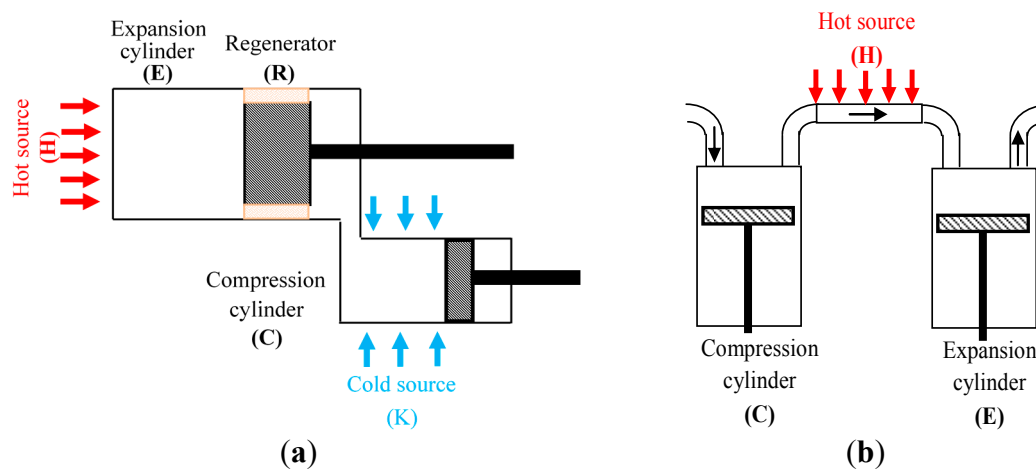 Expansion
cylinder
(E)
Regenerator
(R)
Hot source
(H)
Compression
cylinder
(C)
Cold source
(K)
(a)
Hot source
(H)
Compression
cylinder
(C)
Expansion
cylinder
(E)
(b)